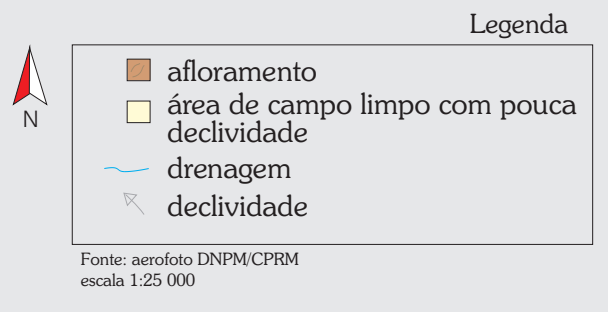 Legenda
N
afloramento
área de campo limpo com pouca
declividade
drenagem
declividade
Fonte: aerofoto DNPM/CPRM
escala 1:25 000